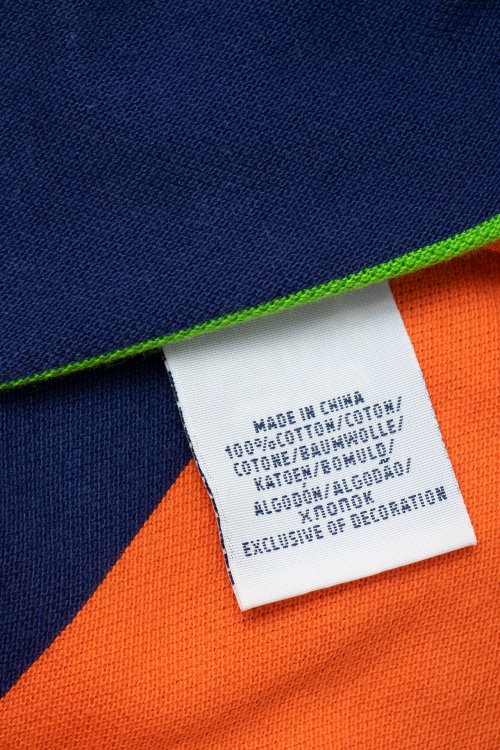 MADE IN CHINA
100%COTTON/COTON/
COTONE/BAUMWOLLE/
KATOEN/BOMULD/
ALGODÓN/ALGODÃO/
ХЛОПОК
EXCLUSIVE OF DECORATION